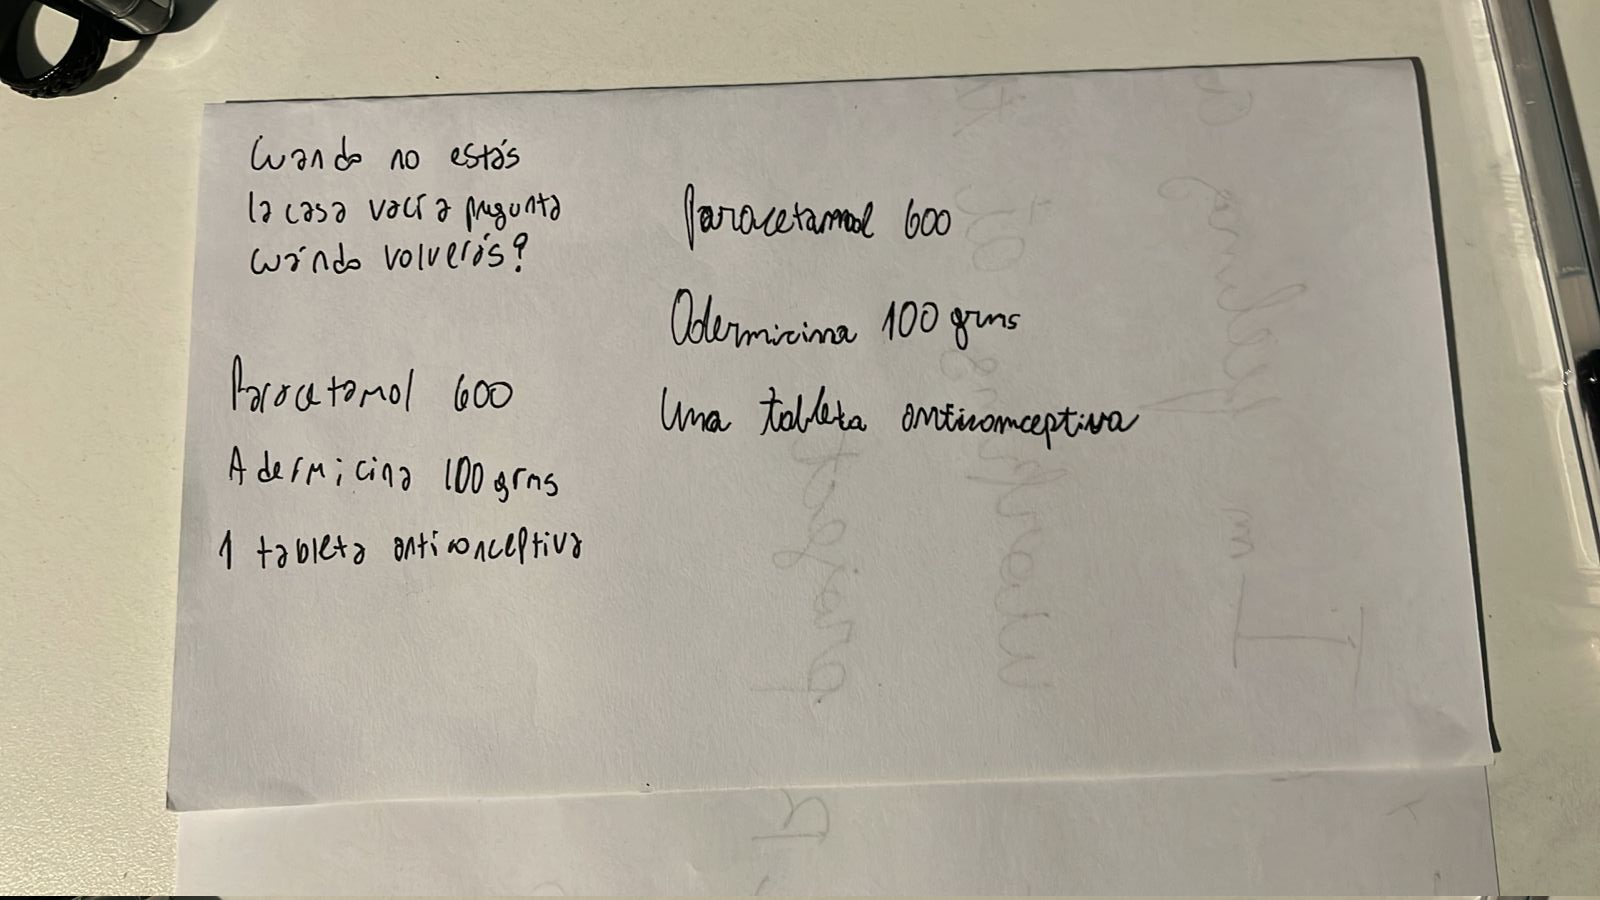 Cuando no estás
la casa vacía pregunta
cuándo volverás?
Paracetamol 600
Adermicina 100 grms
1 tableta anticonceptiva
Paracetamol 600
Adermicina 100 grms
Una tableta anticonceptiva